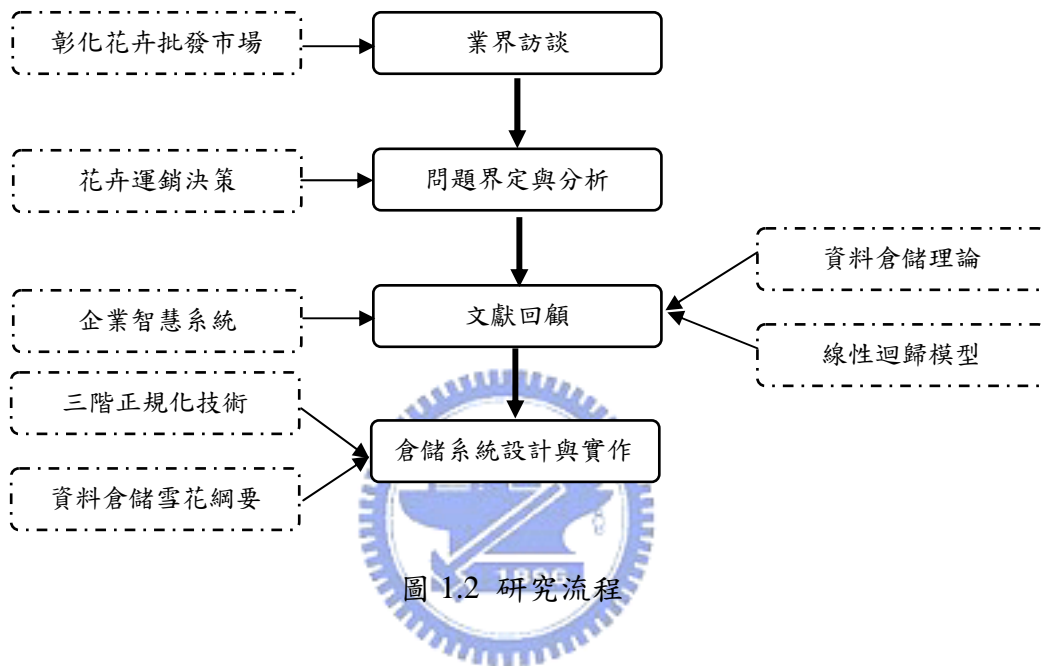 彰化花卉批發市場
業界訪談
花卉運銷決策
問題界定與分析
資料倉儲理論
企業智慧系統
文獻回顧
線性迴歸模型
三階正規化技術
倉儲系統設計與實作
資料倉儲雪花綱要
1896
圖 1.2 研究流程